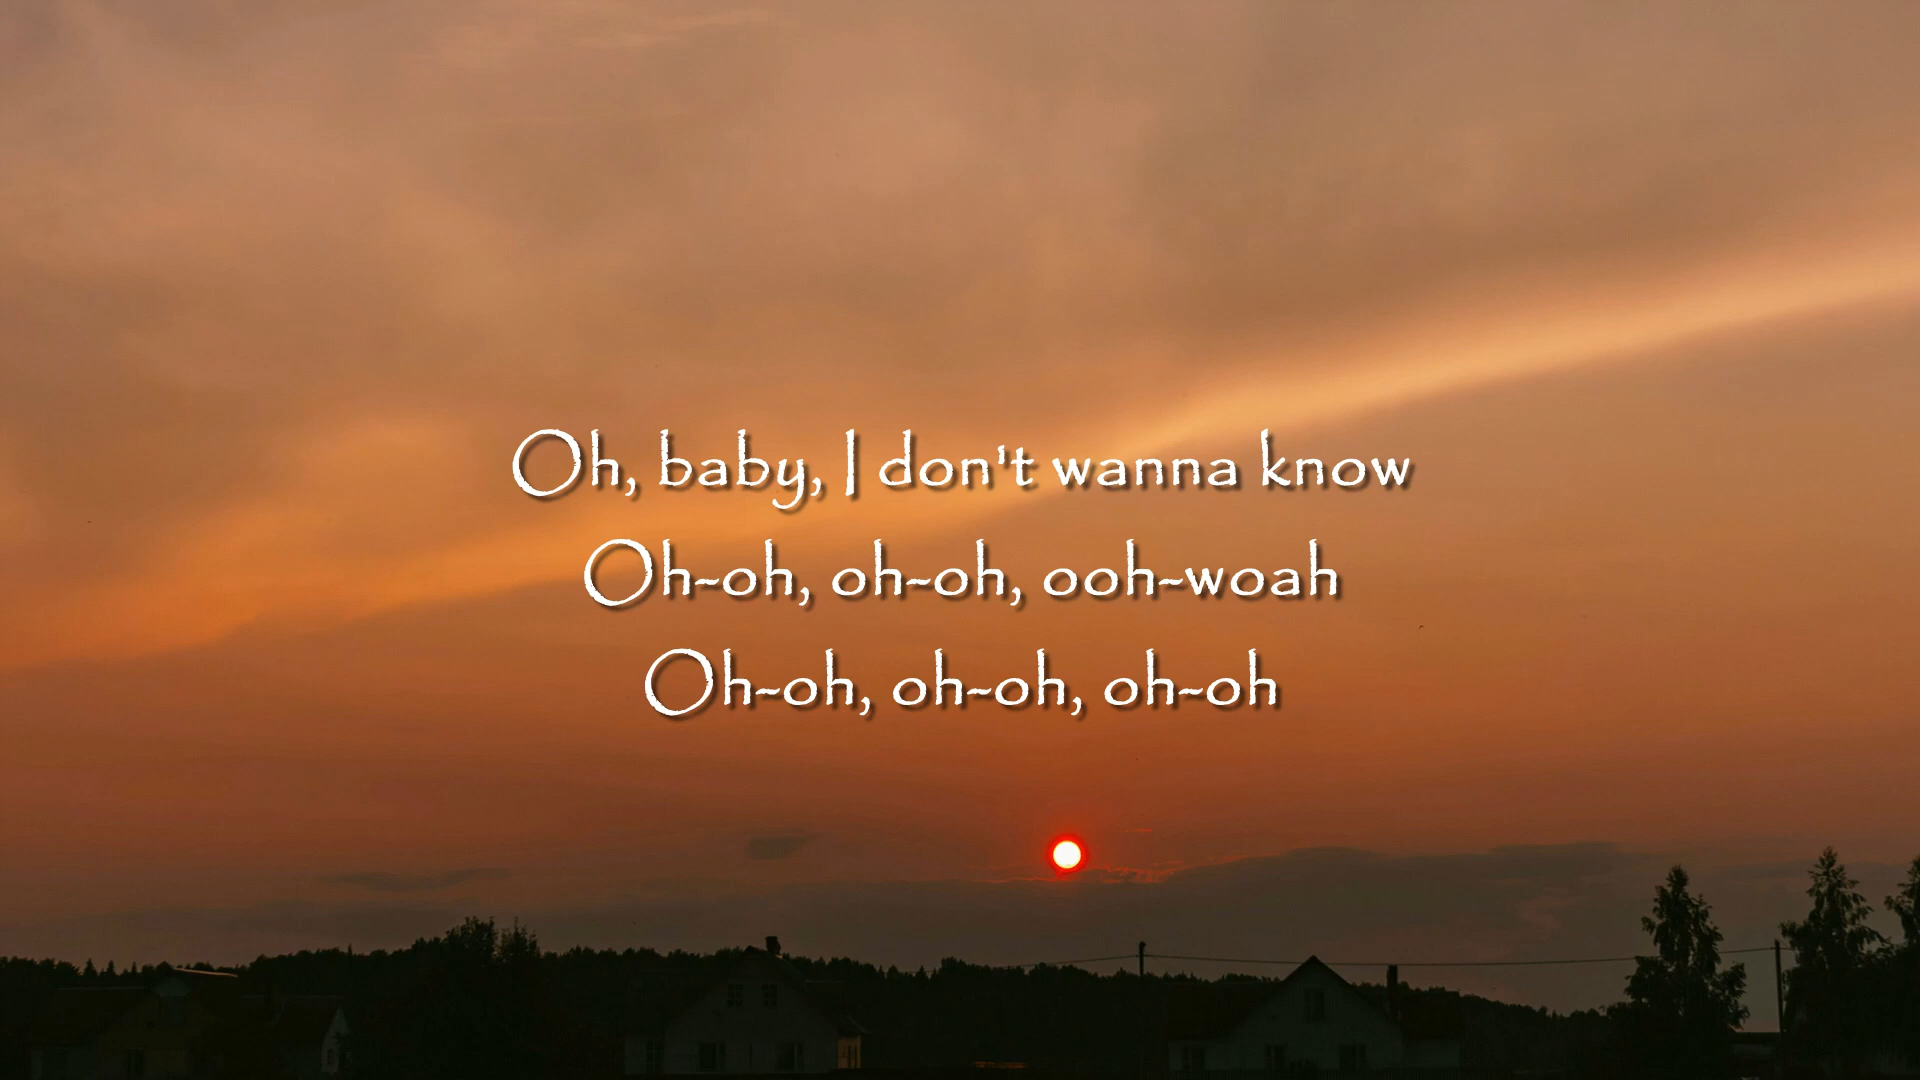 Oh, baby, I don't wanna know
Oh-oh, oh-oh, ooh-woah
Oh-oh, oh-oh, oh-oh